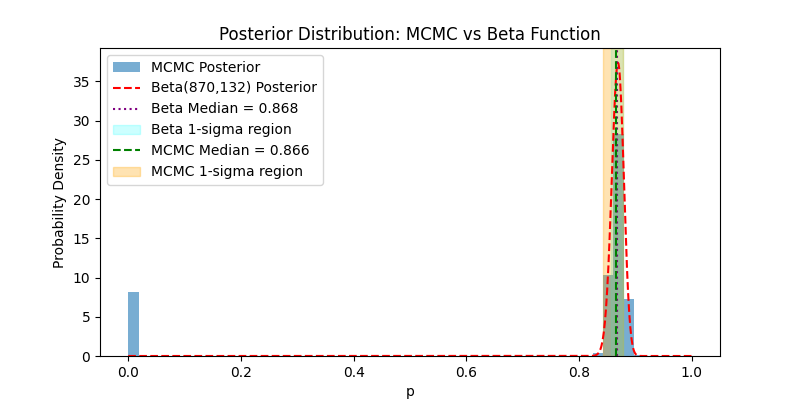 Posterior Distribution: MCMC vs Beta Function
MCMC Posterior
Beta(870,132) Posterior
Beta Median = 0.868
Beta 1-sigma region
MCMC Median = 0.866
MCMC 1-sigma region
Probability Density
35
30
25
20
15
10
5
0
0.0 0.2 0.4 0.6 0.8 1.0
p